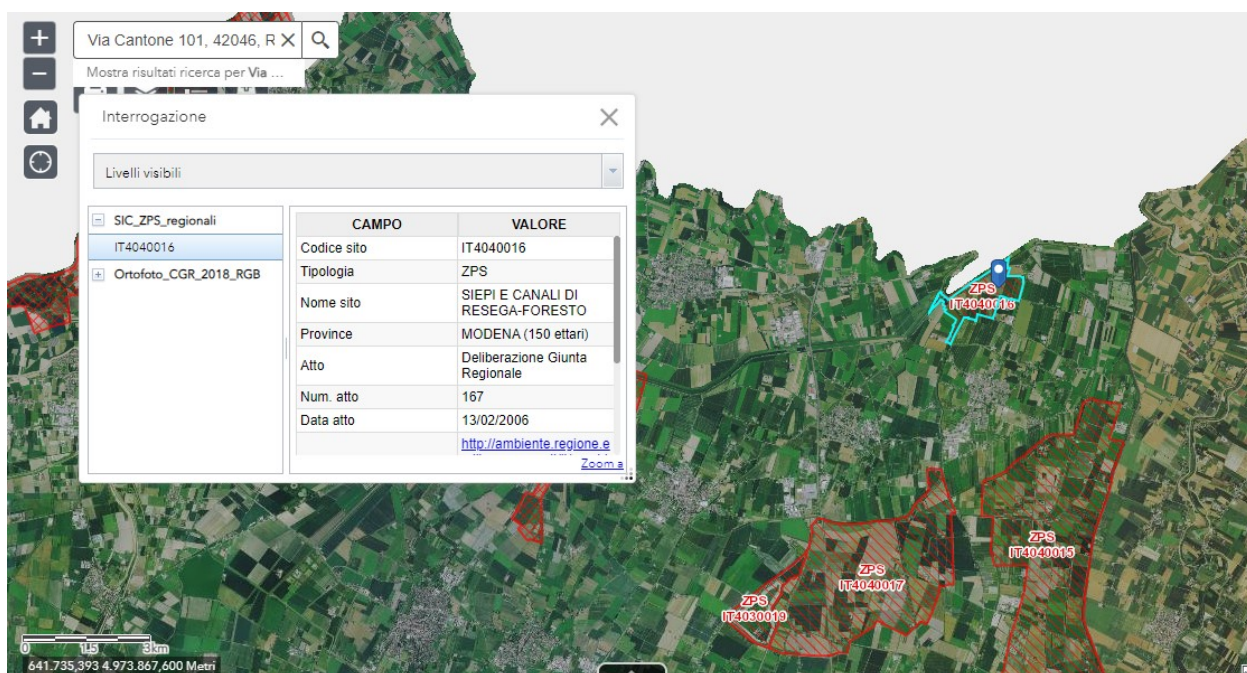 +
Via Cantone 101, 42046, R
−
Mostra risultati ricerca per Via ...
Interrogazione
Livelli visibili
SIC_ZPS_regionali
IT4040016
Ortofoto_CGR_2018_RGB
CAMPO VALORE
Codice sito IT4040016
Tipologia ZPS
Nome sito SIEPI E CANALI DI
RESEGA-FORESTO
Province MODENA (150 ettari)
Atto Deliberazione Giunta
Regionale
Num. atto 167
Data atto 13/02/2006
http://ambiente.regione.e
Zoom a
ZPS
IT4040016
ZPS
IT4040015
ZPS
IT4040017
ZPS
IT4030019
0 1.5 3km
641.735,393 4.973.867,600 Metri